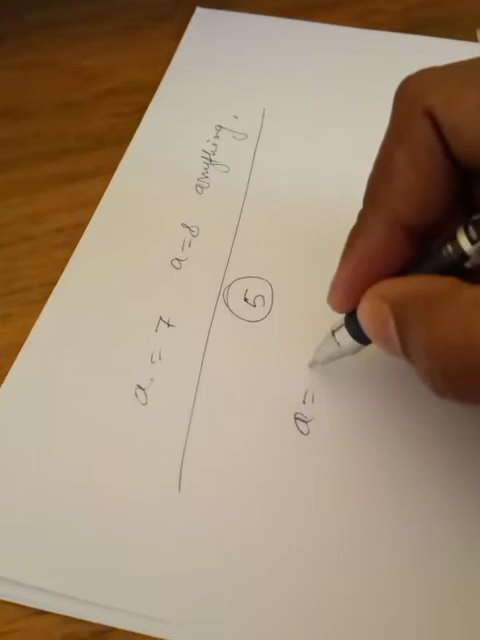 a = 7 a=8 anything.
5
a =